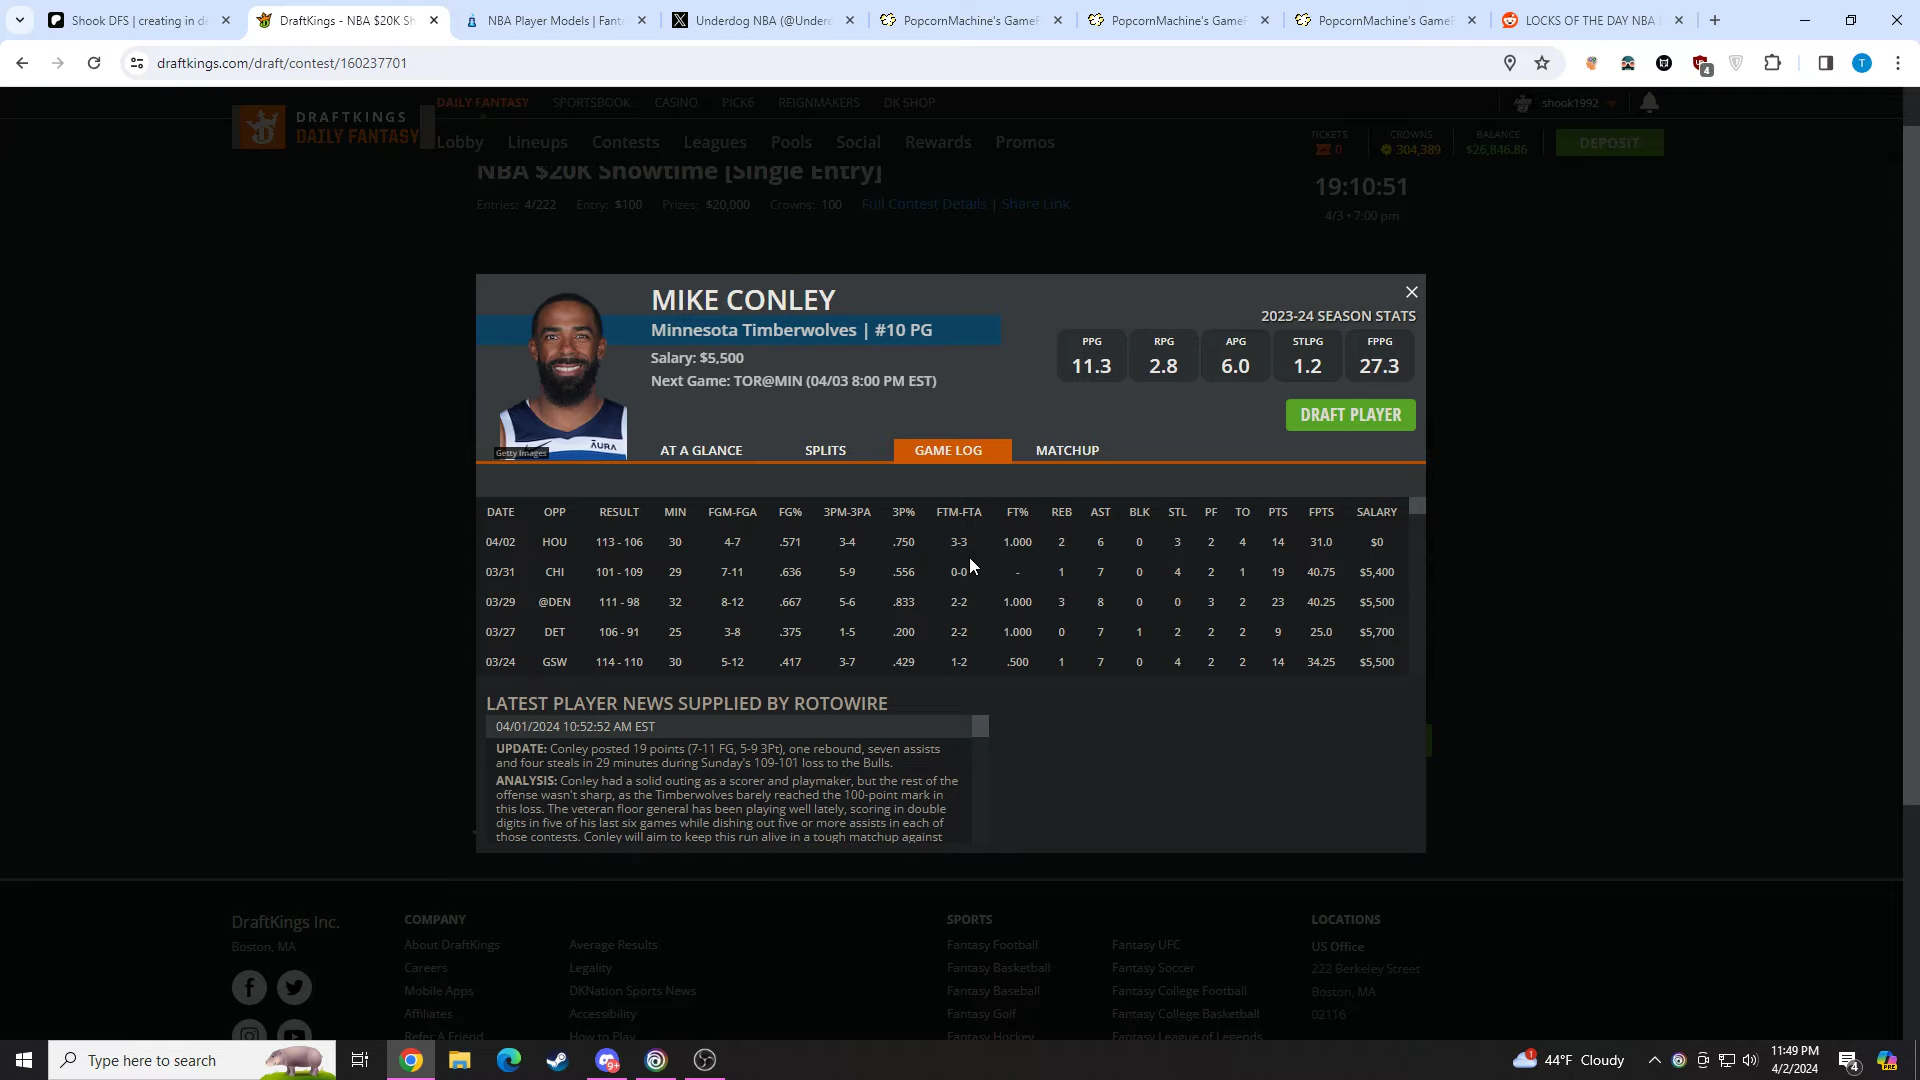 Shook DFS | creating in de
DraftKings - NBA $20K Sh
NBA Player Models | Fanta
Underdog NBA (@Underd
PopcornMachine's GameF
PopcornMachine's GameF
PopcornMachine's GameF
LOCKS OF THE DAY NBA
draftkings.com/draft/contest/160237701
4
T
DAILY FANTASY SPORTSBOOK CASINO PICK6 REIGNMAKERS DK SHOP
shook1992
DRAFTKINGS
DAILY FANTASY
Lobby Lineups Contests Leagues Pools Social Rewards Promos
TICKETS
0
CROWNS
304,389
BALANCE
$26,846.86
DEPOSIT
NBA $20K Showtime [Single Entry]
19:10:51
Entries: 4/222 Entry: $100 Prizes: $20,000 Crowns: 100 Full Contest Details | Share Link
4/3 • 7:00 pm
MIKE CONLEY
Minnesota Timberwolves | #10 PG
Salary: $5,500
Next Game: TOR@MIN (04/03 8:00 PM EST)
AURA
Getty Images
2023-24 SEASON STATS
PPG RPG APG STLPG FPPG
11.3 2.8 6.0 1.2 27.3
DRAFT PLAYER
AT A GLANCE SPLITS GAME LOG MATCHUP
DATE OPP RESULT MIN FGM-FGA FG% 3PM-3PA 3P% FTM-FTA FT% REB AST BLK STL PF TO PTS FPTS SALARY
04/02 HOU 113 - 106 30 4-7 .571 3-4 .750 3-3 1.000 2 6 0 3 2 4 14 31.0 $0
03/31 CHI 101 - 109 29 7-11 .636 5-9 .556 0-0 - 1 7 0 4 2 1 19 40.75 $5,400
03/29 @DEN 111 - 98 32 8-12 .667 5-6 .833 2-2 1.000 3 8 0 0 3 2 23 40.25 $5,500
03/27 DET 106 - 91 25 3-8 .375 1-5 .200 2-2 1.000 0 7 1 2 2 2 9 25.0 $5,700
03/24 GSW 114 - 110 30 5-12 .417 3-7 .429 1-2 .500 1 7 0 4 2 2 14 34.25 $5,500
LATEST PLAYER NEWS SUPPLIED BY ROTOWIRE
04/01/2024 10:52:52 AM EST
UPDATE: Conley posted 19 points (7-11 FG, 5-9 3Pt), one rebound, seven assists
and four steals in 29 minutes during Sunday's 109-101 loss to the Bulls.
ANALYSIS: Conley had a solid outing as a scorer and playmaker, but the rest of the
offense wasn't sharp, as the Timberwolves barely reached the 100-point mark in
this loss. The veteran floor general has been playing well lately, scoring in double
digits in five of his last six games while dishing out five or more assists in each of
those contests. Conley will aim to keep this run alive in a tough matchup against
DraftKings Inc.
Boston, MA
COMPANY
About DraftKings
Careers
Mobile Apps
Affiliates
Refer A Friend
Average Results
Legality
DKNation Sports News
Accessibility
How to Play
SPORTS
Fantasy Football
Fantasy Basketball
Fantasy Baseball
Fantasy Golf
Fantasy Hockey
Fantasy UFC
Fantasy Soccer
Fantasy College Football
Fantasy College Basketball
Fantasy League of Legends
LOCATIONS
US Office
222 Berkeley Street
Boston, MA
02116
Type here to search
9+
1
44°F Cloudy
11:49 PM
4/2/2024
4
PRE